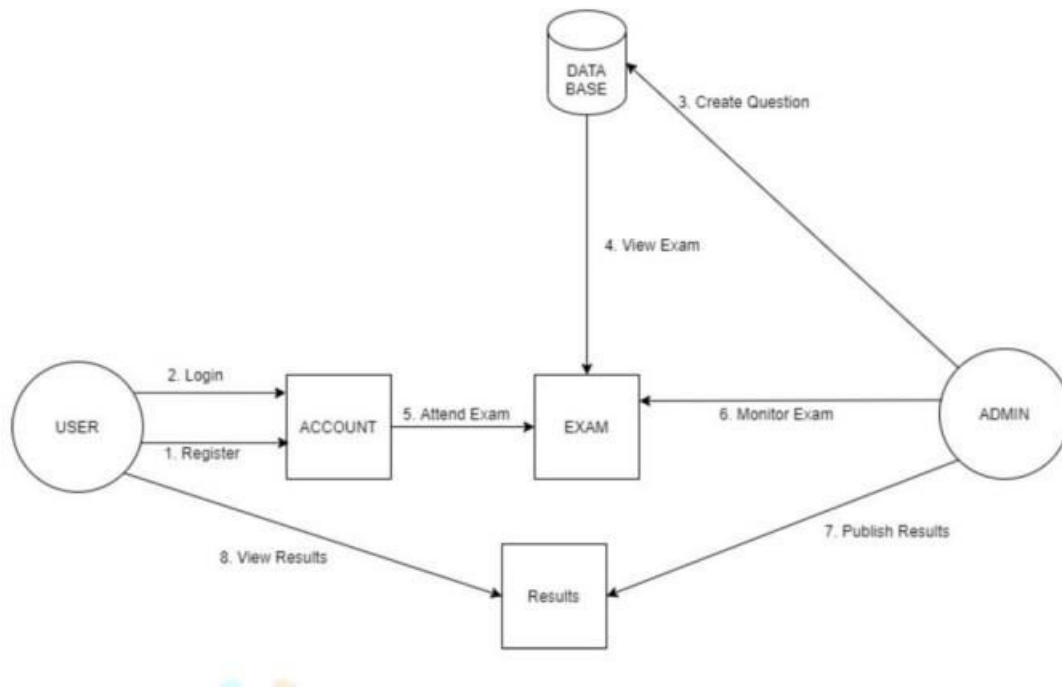 DATA
BASE
3. Create Question
4. View Exam
2. Login
USER
ACCOUNT
5. Attend Exam
EXAM
6. Monitor Exam
ADMIN
1. Register
7. Publish Results
8. View Results
Results